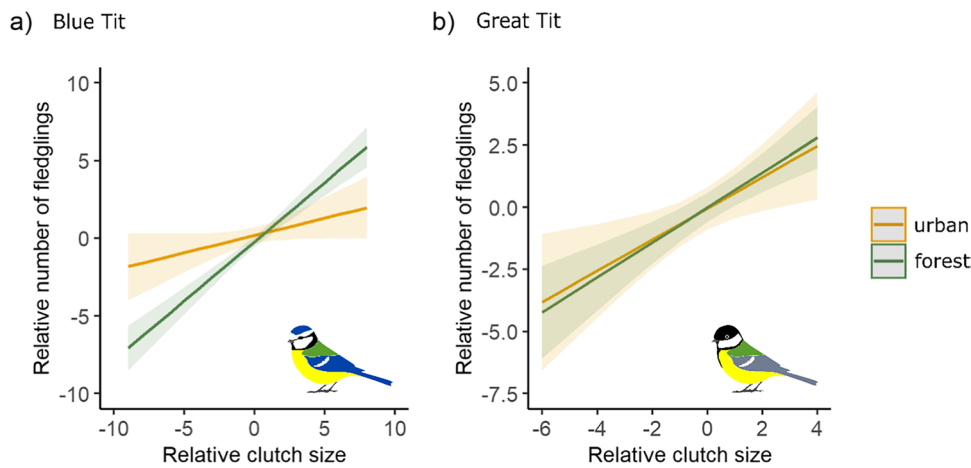 a) Blue Tit
b) Great Tit
Relative number of fledglings
10
5
0
-5
-10
-10 -5 0 5 10
Relative clutch size
Relative number of fledglings
5.0
2.5
0.0
-2.5
-5.0
-7.5
-6 -4 -2 0 2 4
Relative clutch size
urban
forest